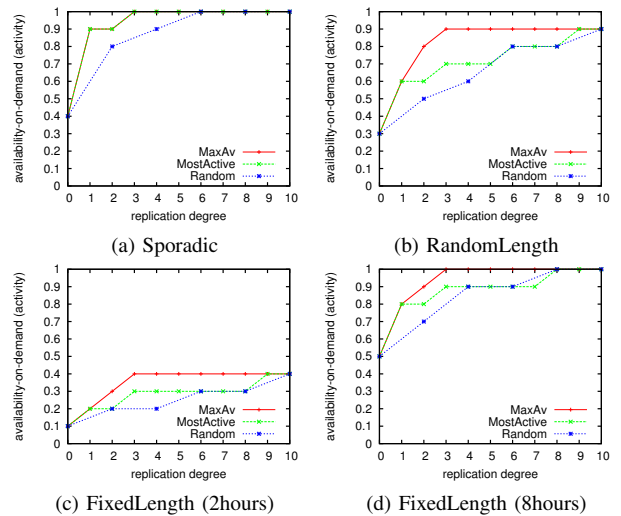 1
0.9
0.8
0.7
0.6
0.5
0.4
0.3
0.2
0.1
0
availability-on-demand (activity)
MaxAv
MostActive
Random
0 1 2 3 4 5 6 7 8 9 10
replication degree
(a) Sporadic
1
0.9
0.8
0.7
0.6
0.5
0.4
0.3
0.2
0.1
0
availability-on-demand (activity)
MaxAv
MostActive
Random
0 1 2 3 4 5 6 7 8 9 10
replication degree
(b) RandomLength
1
0.9
0.8
0.7
0.6
0.5
0.4
0.3
0.2
0.1
0
availability-on-demand (activity)
MaxAv
MostActive
Random
0 1 2 3 4 5 6 7 8 9 10
replication degree
(c) FixedLength (2hours)
1
0.9
0.8
0.7
0.6
0.5
0.4
0.3
0.2
0.1
0
availability-on-demand (activity)
MaxAv
MostActive
Random
0 1 2 3 4 5 6 7 8 9 10
replication degree
(d) FixedLength (8hours)